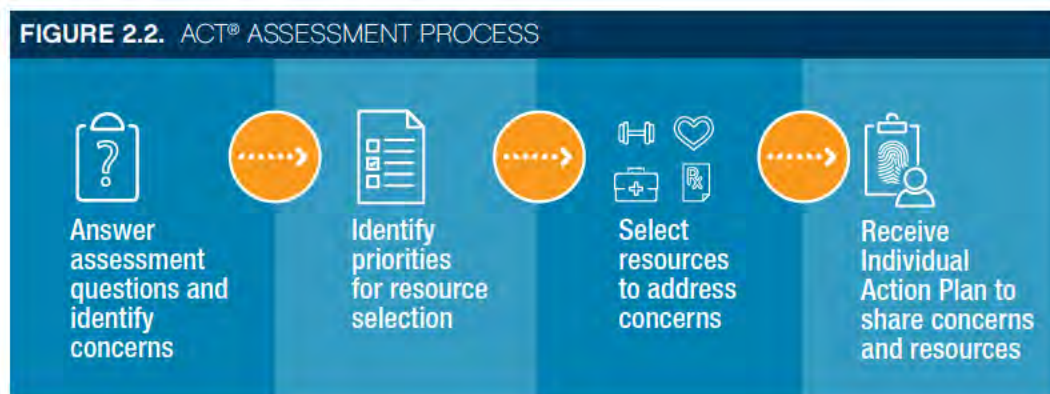 FIGURE 2.2. ACT® ASSESSMENT PROCESS
?
Answer
assessment
questions and
identify
concerns
Identify
priorities
for resource
selection
Rx
Select
resources
to address
concerns
Receive
Individual
Action Plan to
share concerns
and resources